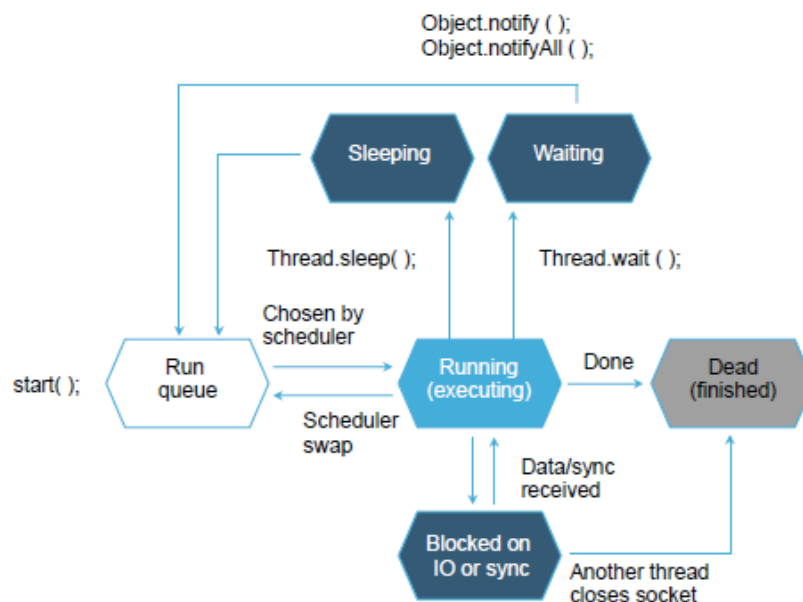 Object.notify ( );
Object.notifyAll ( );
Sleeping
Waiting
Thread.sleep( );
Thread.wait ( );
Chosen by
scheduler
start( );
Run
queue
Running
(executing)
Done
Dead
(finished)
Scheduler
swap
Data/sync
received
Blocked on
IO or sync
Another thread
closes socket